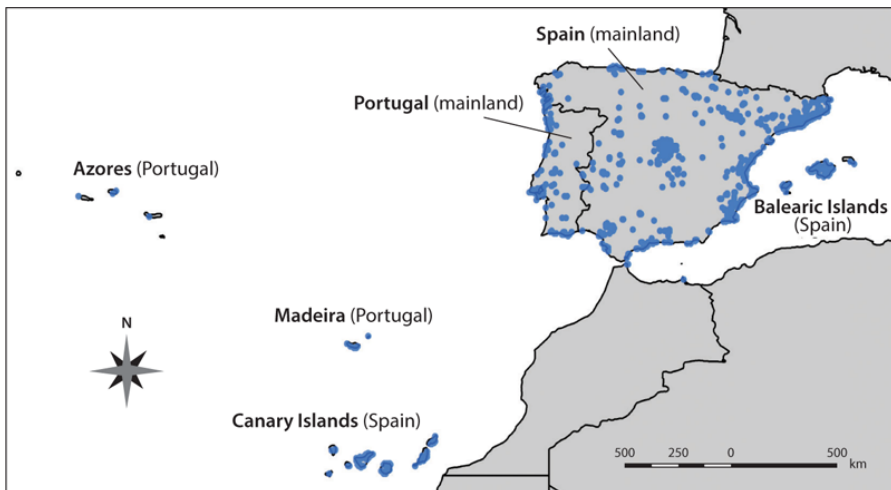 Spain (mainland)
Portugal (mainland)
Azores (Portugal)
Balearic Islands
(Spain)
Madeira (Portugal)
N
Canary Islands (Spain)
500 250 0 500
km